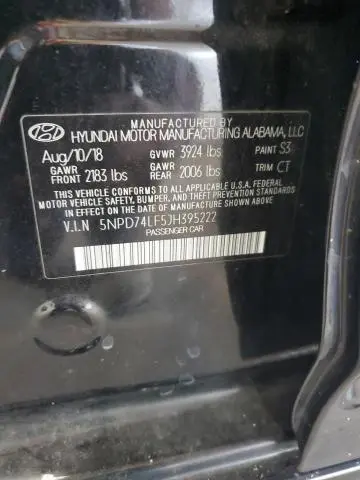 MANUFACTURED BY
HYUNDAI MOTOR MANUFACTURING ALABAMA, LLC
Aug/10/18 GVWR 3924 lbs PAINT S3
GAWR FRONT 2183 lbs GAWR REAR 2006 lbs TRIM CT
THIS VEHICLE CONFORMS TO ALL APPLICABLE U.S.A. FEDERAL
MOTOR VEHICLE SAFETY, BUMPER, AND THEFT PREVENTION STANDARDS
IN EFFECT ON THE DATE OF MANUFACTURE SHOWN ABOVE.
V.I.N 5NPD74LF5JH395222
PASSENGER CAR